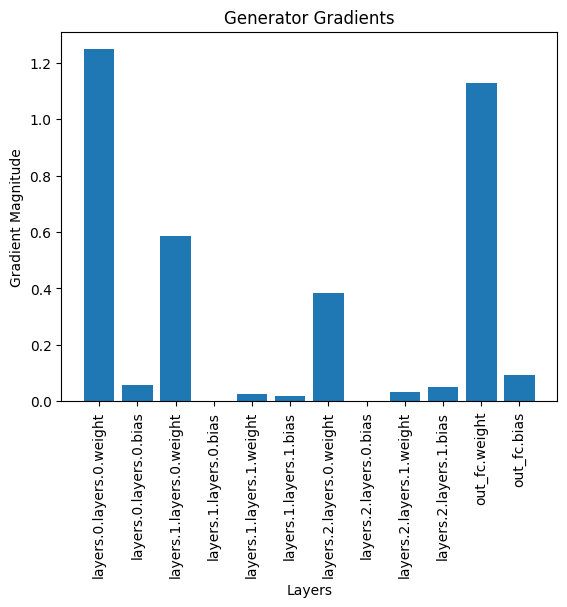 Generator Gradients
Gradient Magnitude
1.2
1.0
0.8
0.6
0.4
0.2
0.0
layers.0.layers.0.weight
layers.0.layers.0.bias
layers.1.layers.0.weight
layers.1.layers.0.bias
layers.1.layers.1.weight
layers.1.layers.1.bias
layers.2.layers.0.weight
layers.2.layers.0.bias
layers.2.layers.1.weight
layers.2.layers.1.bias
out_fc.weight
out_fc.bias
Layers